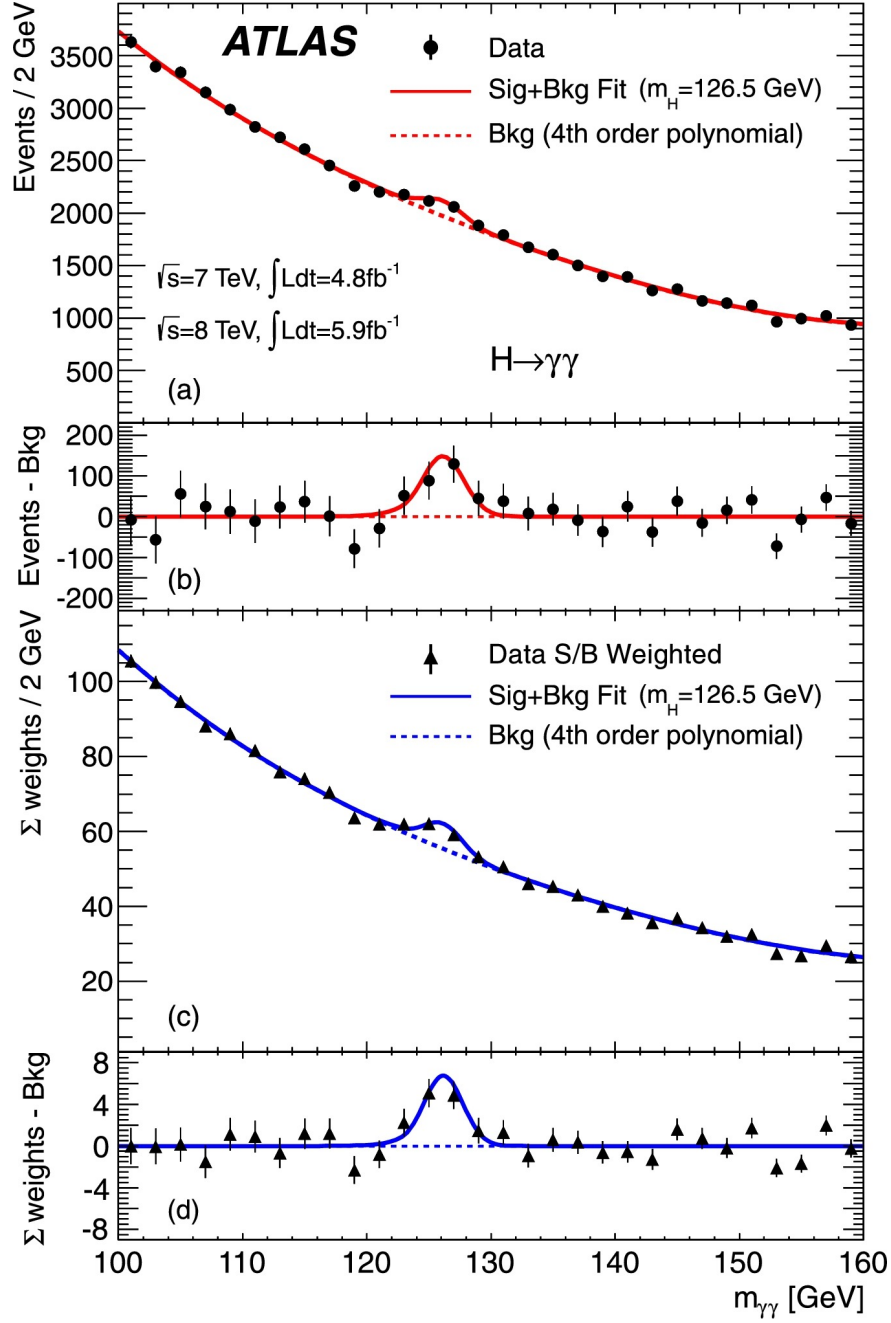 ATLAS
Data
Sig+Bkg Fit (m_H=126.5 GeV)
Bkg (4th order polynomial)
√s=7 TeV, ∫Ldt=4.8fb⁻¹
√s=8 TeV, ∫Ldt=5.9fb⁻¹
H→γγ
(a)
Events / 2 GeV
3500
3000
2500
2000
1500
1000
500
Events - Bkg
200
100
0
-100
-200
(b)
Σ weights / 2 GeV
100
80
60
40
20
Data S/B Weighted
Sig+Bkg Fit (m_H=126.5 GeV)
Bkg (4th order polynomial)
(c)
Σ weights - Bkg
8
4
0
-4
-8
(d)
100 110 120 130 140 150 160
m_γγ [GeV]